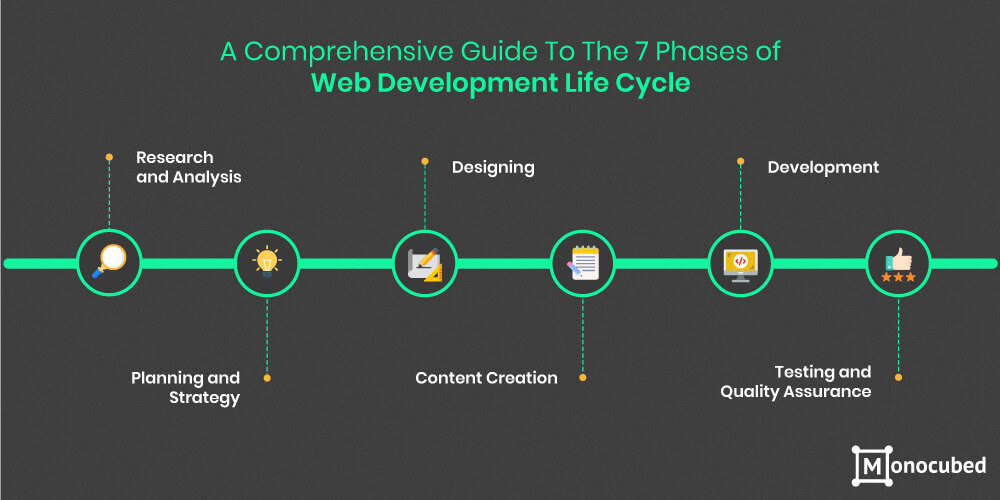 A Comprehensive Guide To The 7 Phases of
Web Development Life Cycle
Research
and Analysis
Designing
Development
Planning and
Strategy
Content Creation
Testing and
Quality Assurance
Monocubed